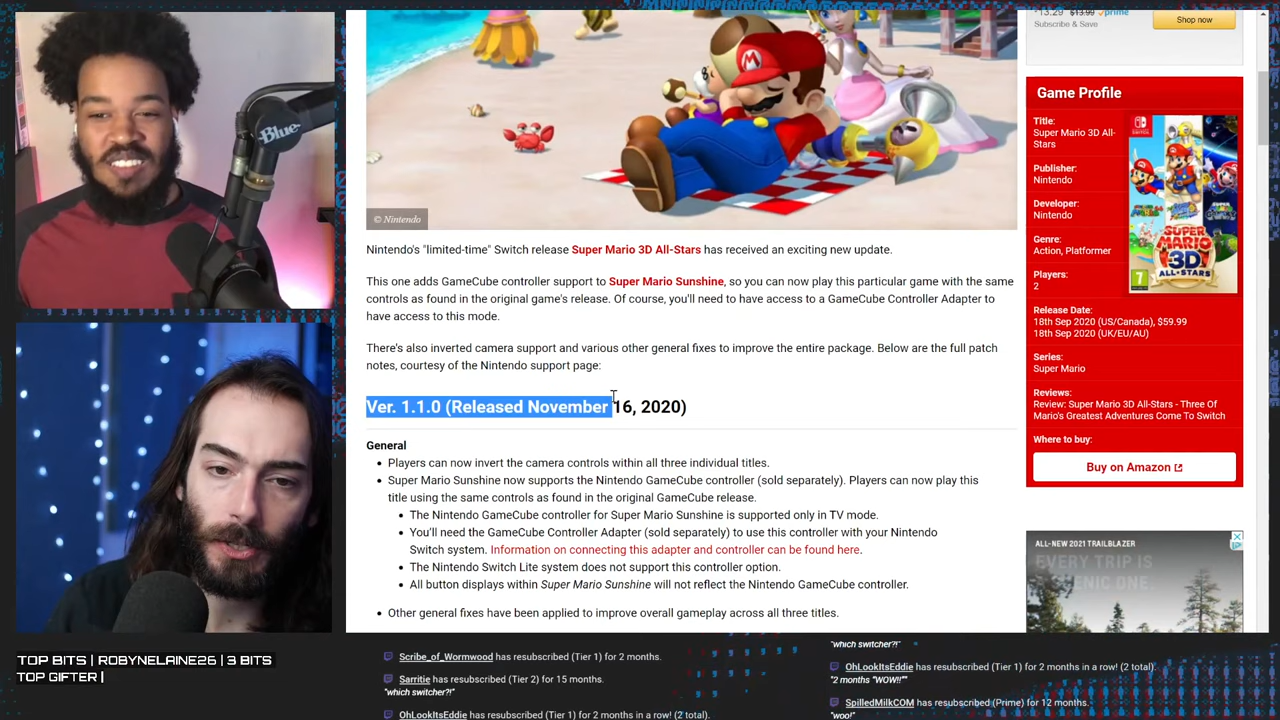 Blue
© Nintendo
Nintendo's "limited-time" Switch release Super Mario 3D All-Stars has received an exciting new update.
This one adds GameCube controller support to Super Mario Sunshine, so you can now play this particular game with the same
controls as found in the original game's release. Of course, you'll need to have access to a GameCube Controller Adapter to
have access to this mode.
There's also inverted camera support and various other general fixes to improve the entire package. Below are the full patch
notes, courtesy of the Nintendo support page:
Ver. 1.1.0 (Released November 16, 2020)
General
Players can now invert the camera controls within all three individual titles.
Super Mario Sunshine now supports the Nintendo GameCube controller (sold separately). Players can now play this
title using the same controls as found in the original GameCube release.
The Nintendo GameCube controller for Super Mario Sunshine is supported only in TV mode.
You'll need the GameCube Controller Adapter (sold separately) to use this controller with your Nintendo
Switch system. Information on connecting this adapter and controller can be found here.
The Nintendo Switch Lite system does not support this controller option.
All button displays within Super Mario Sunshine will not reflect the Nintendo GameCube controller.
Other general fixes have been applied to improve overall gameplay across all three titles.
$13.99 prime
Subscribe & Save
Shop now
Game Profile
Title:
Super Mario 3D All-
Stars
Publisher:
Nintendo
Developer:
Nintendo
Genre:
Action, Platformer
Players:
2
SUPER
MARIO
3D
ALL-STARS
7
Release Date:
18th Sep 2020 (US/Canada), $59.99
18th Sep 2020 (UK/EU/AU)
Series:
Super Mario
Reviews:
Review: Super Mario 3D All-Stars - Three Of
Mario's Greatest Adventures Come To Switch
Where to buy:
Buy on Amazon
ALL-NEW 2021 TRAILBLAZER
EVERY TRIP IS
TOP BITS | ROBYNELAINE26 | 3 BITS
TOP GIFTER |
Scribe_of_Wormwood has resubscribed (Tier 1) for 2 months.
Sarritie has resubscribed (Tier 2) for 15 months.
"which switcher?!"
OhLookItsEddie has resubscribed (Tier 1) for 2 months in a row! (2 total).
"which switcher?!"
OhLookItsEddie has resubscribed (Tier 1) for 2 months in a row! (2 total).
"2 months "WOW!!""
SpilledMilkCOM has resubscribed (Prime) for 12 months.
"woo!"